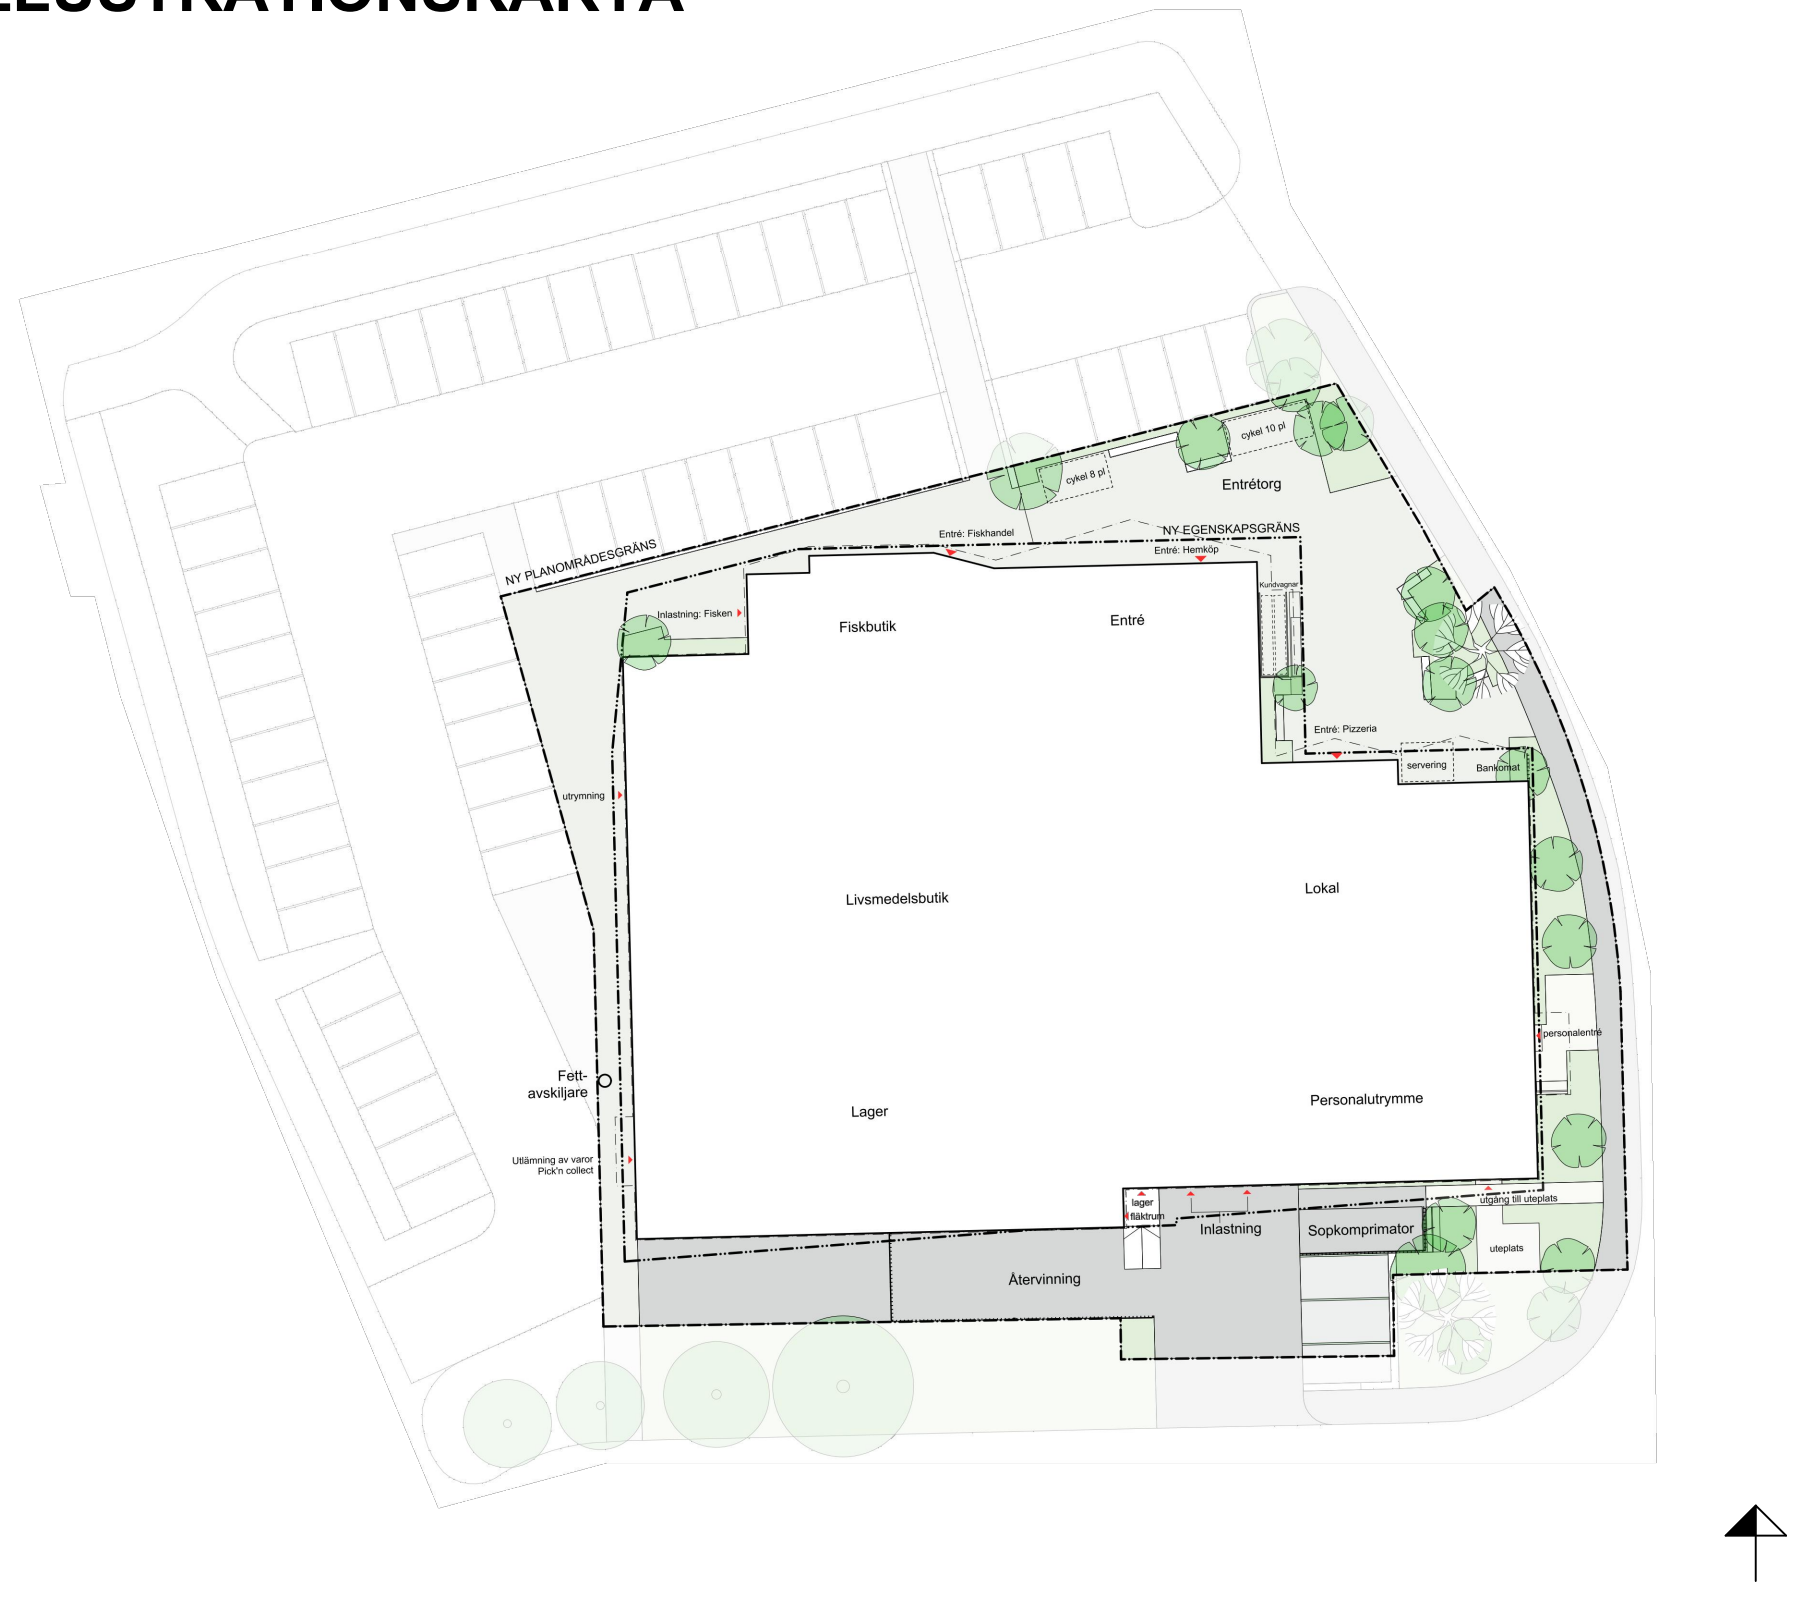 cykel 10 pl
cykel 8 pl
Entrétorg
NY EGENSKAPSGRÄNS
Entré: Fiskhandel
Entré: Hemköp
NY PLANOMRÅDESGRÄNS
Kundvagnar
Inlastning: Fisken
Fiskbutik
Entré
Entré: Pizzeria
servering
Bankomat
utrymning
Livsmedelsbutik
Lokal
personalentré
Fett-
avskiljare
Lager
Personalutrymme
Utlämning av varor
Pick'n collect
lager
fläktrum
utgång till uteplats
Inlastning
Sopkomprimator
uteplats
Återvinning